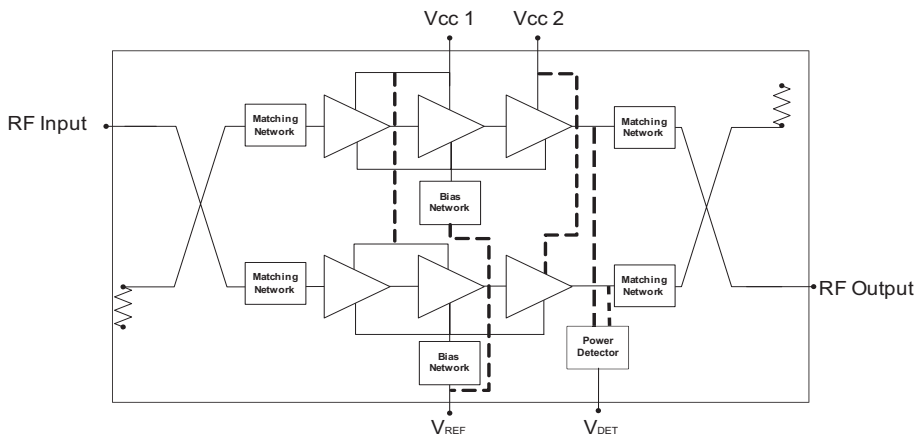 Vcc 1
Vcc 2
RF Input
Matching
Network
Matching
Network
Bias
Network
Matching
Network
Matching
Network
RF Output
Bias
Network
Power
Detector
VREF
VDET